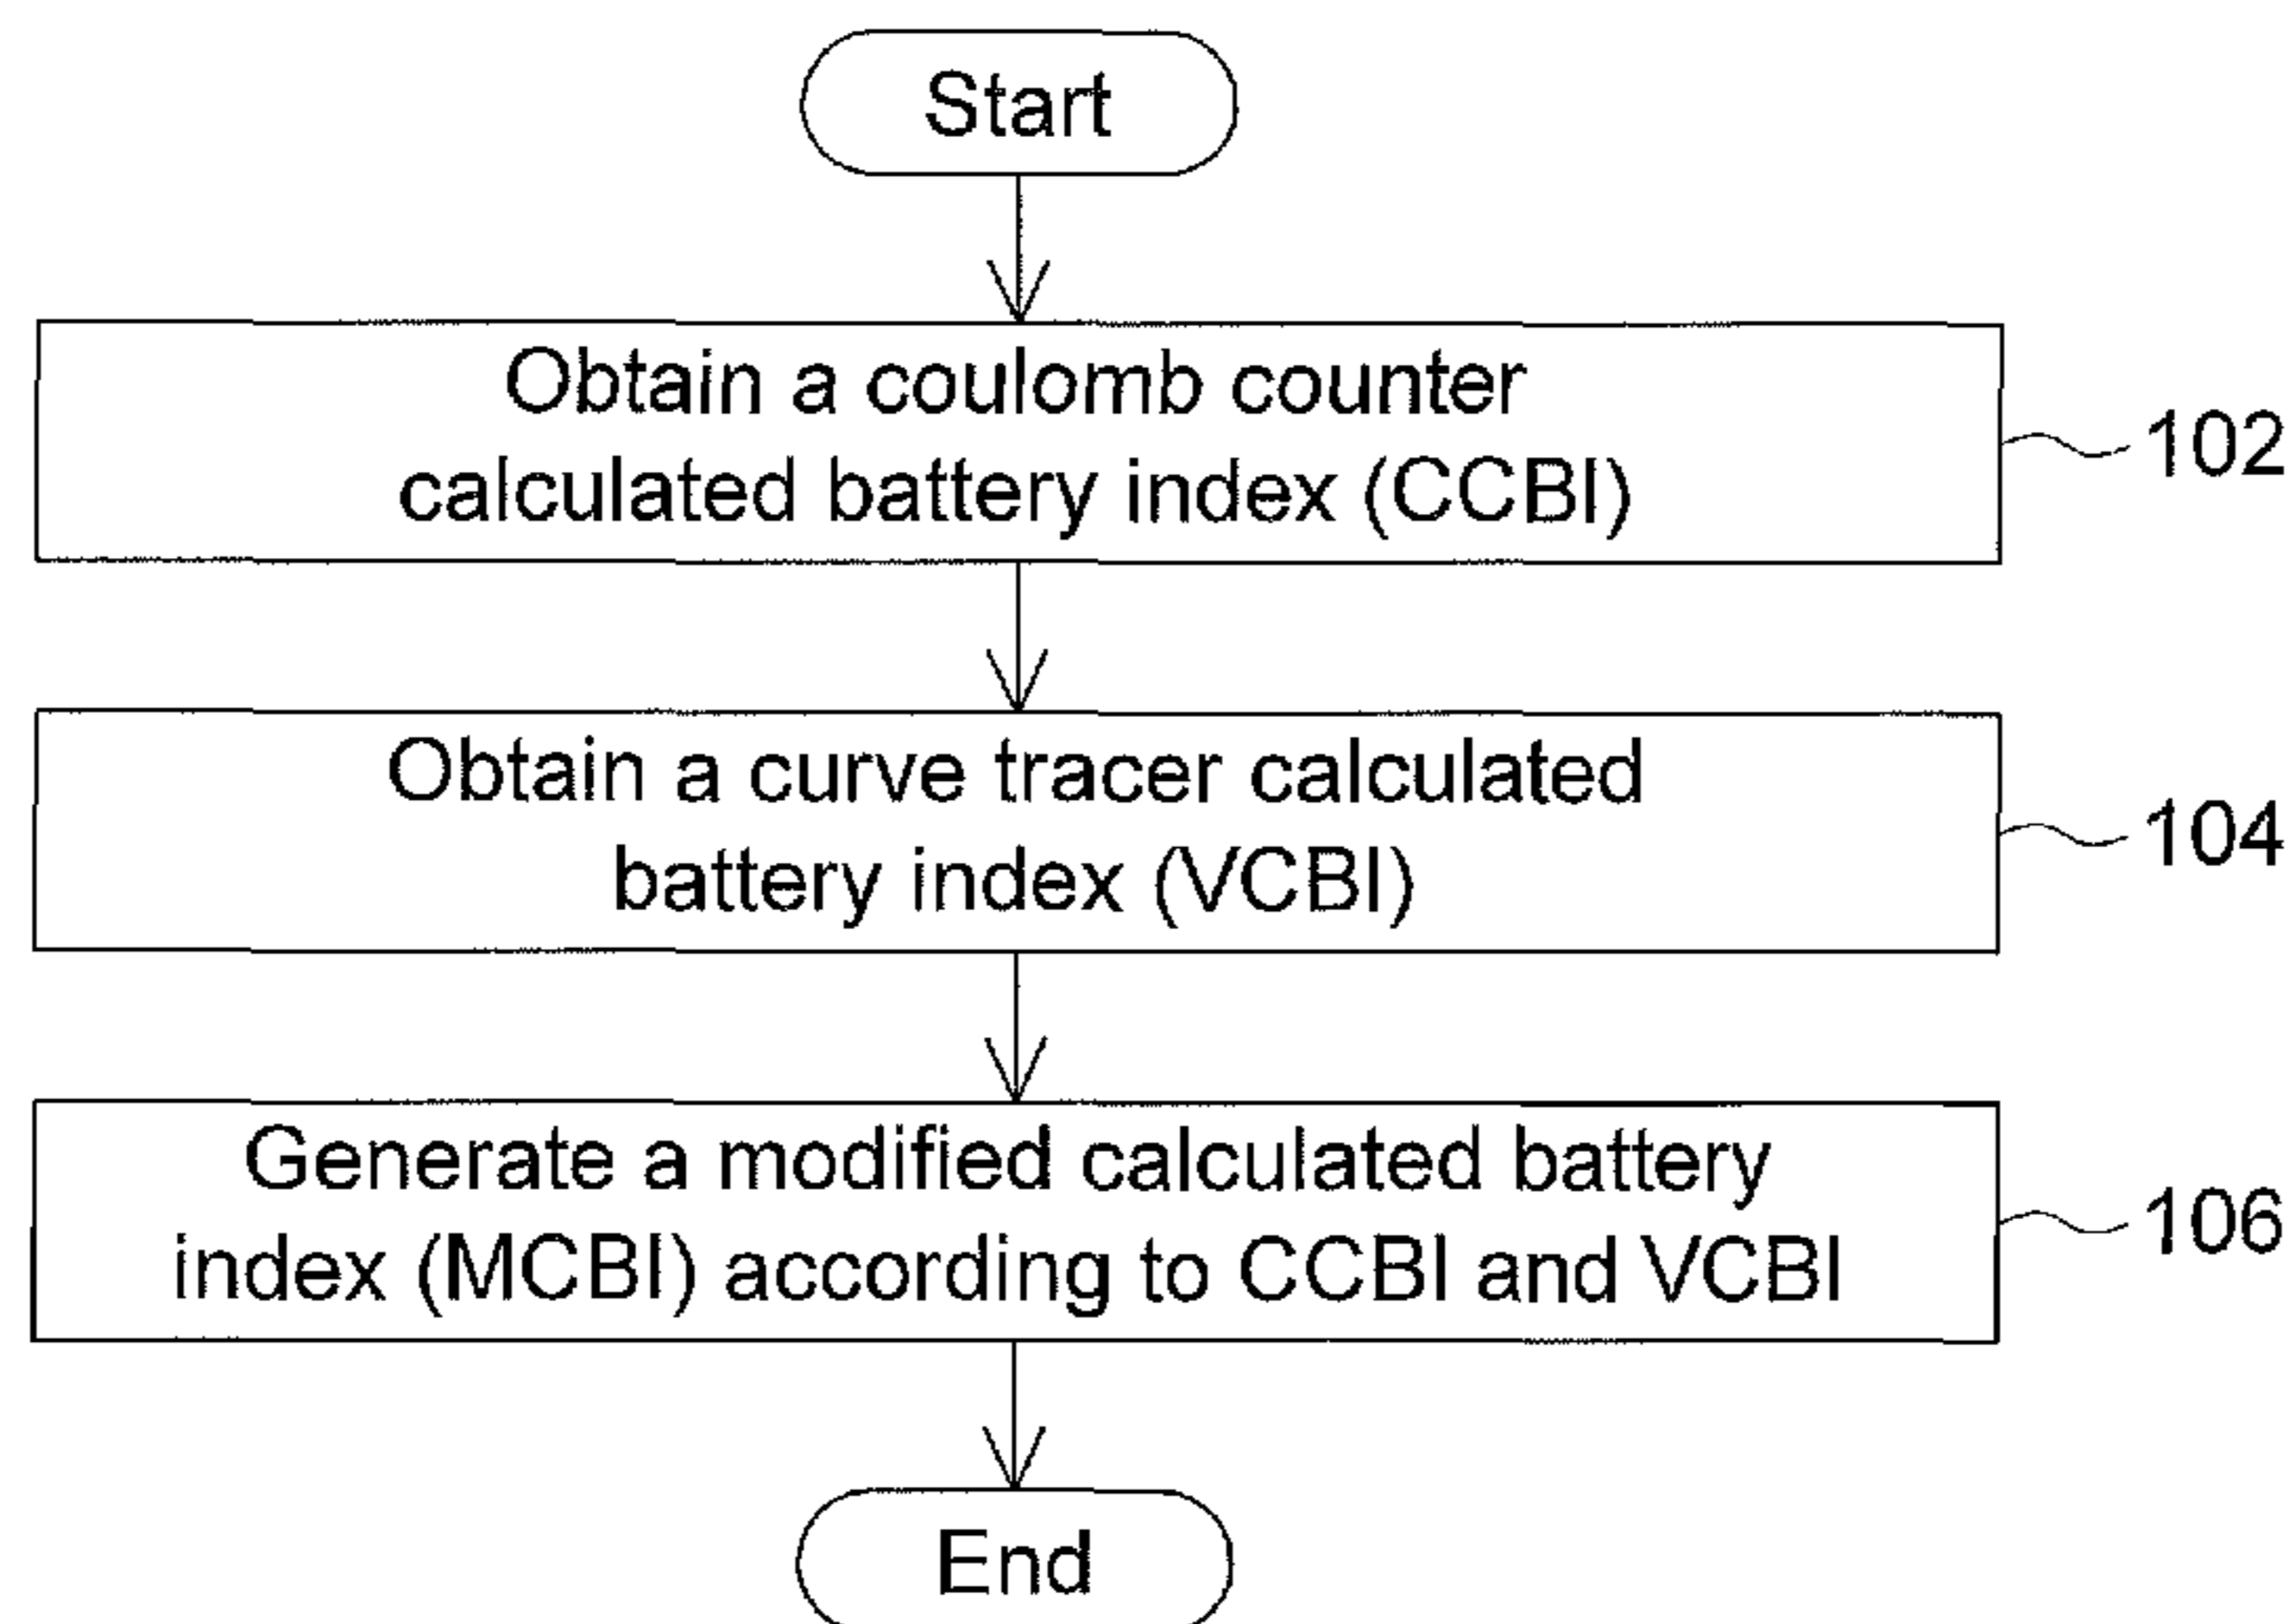 Start
Obtain a coulomb counter
calculated battery index (CCBI)
102
Obtain a curve tracer calculated
battery index (VCBI)
104
Generate a modified calculated battery
index (MCBI) according to CCBI and VCBI
106
End